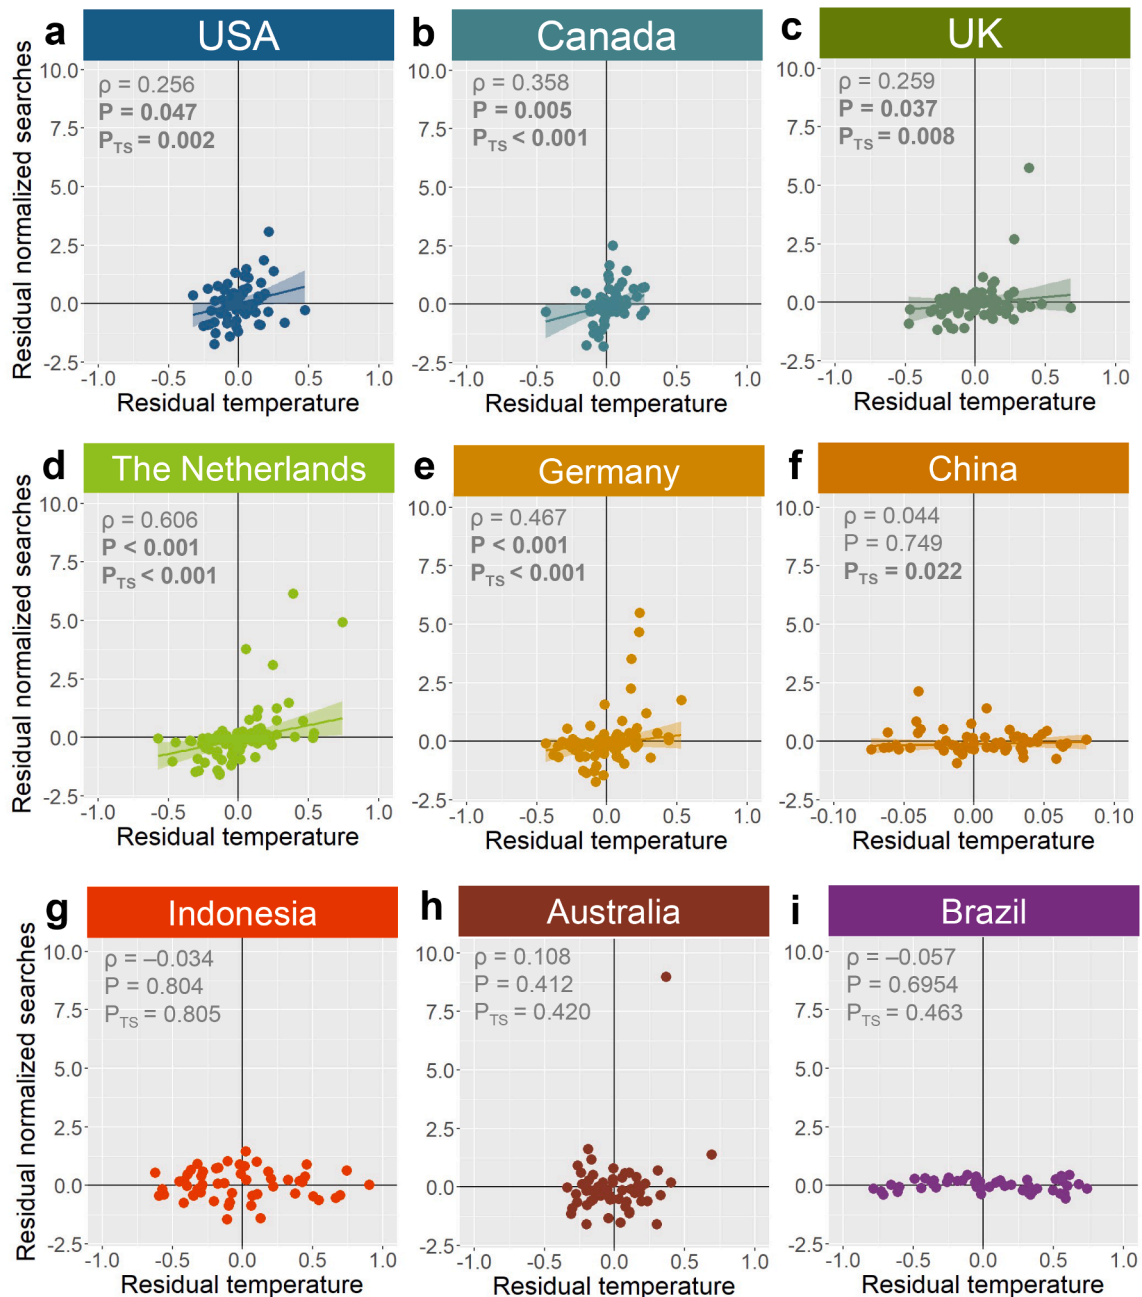 a USA
ρ = 0.256
P = 0.047
PTS = 0.002
Residual normalized searches
10.0
7.5
5.0
2.5
0.0
-2.5
-1.0 -0.5 0.0 0.5 1.0
Residual temperature
b Canada
ρ = 0.358
P = 0.005
PTS < 0.001
10.0
7.5
5.0
2.5
0.0
-2.5
-1.0 -0.5 0.0 0.5 1.0
Residual temperature
c UK
ρ = 0.259
P = 0.037
PTS = 0.008
10.0
7.5
5.0
2.5
0.0
-2.5
-1.0 -0.5 0.0 0.5 1.0
Residual temperature
d The Netherlands
ρ = 0.606
P < 0.001
PTS < 0.001
Residual normalized searches
10.0
7.5
5.0
2.5
0.0
-2.5
-1.0 -0.5 0.0 0.5 1.0
Residual temperature
e Germany
ρ = 0.467
P < 0.001
PTS < 0.001
10.0
7.5
5.0
2.5
0.0
-2.5
-1.0 -0.5 0.0 0.5 1.0
Residual temperature
f China
ρ = 0.044
P = 0.749
PTS = 0.022
10.0
7.5
5.0
2.5
0.0
-2.5
-0.10 -0.05 0.0 0.05 0.10
Residual temperature
g Indonesia
ρ = –0.034
P = 0.804
PTS = 0.805
Residual normalized searches
10.0
7.5
5.0
2.5
0.0
-2.5
-1.0 -0.5 0.0 0.5 1.0
Residual temperature
h Australia
ρ = 0.108
P = 0.412
PTS = 0.420
10.0
7.5
5.0
2.5
0.0
-2.5
-1.0 -0.5 0.0 0.5 1.0
Residual temperature
i Brazil
ρ = –0.057
P = 0.6954
PTS = 0.463
10.0
7.5
5.0
2.5
0.0
-2.5
-1.0 -0.5 0.0 0.5 1.0
Residual temperature